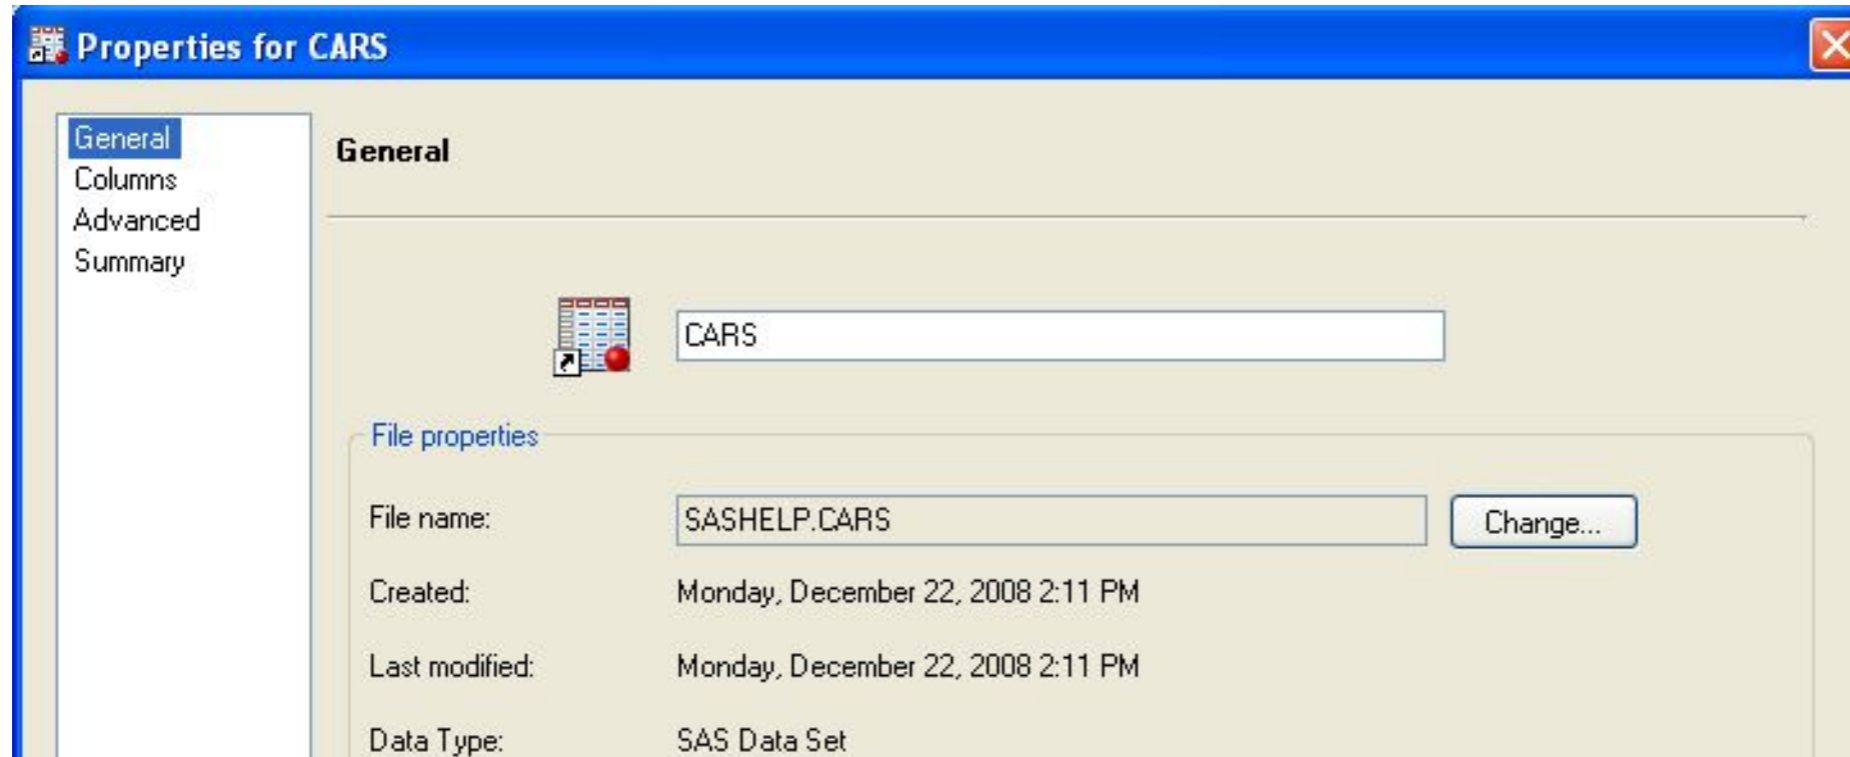 Properties for CARS
General
Columns
Advanced
Summary
General
CARS
File properties
File name: SASHELP.CARS Change...
Created: Monday, December 22, 2008 2:11 PM
Last modified: Monday, December 22, 2008 2:11 PM
Data Type: SAS Data Set